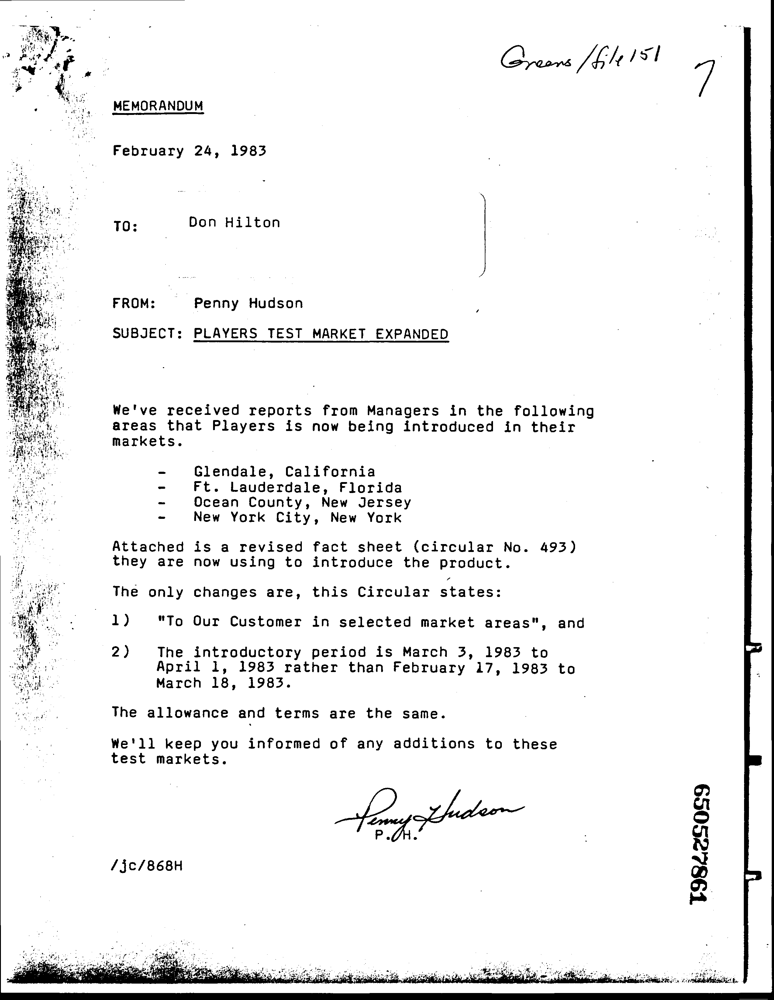 Greens/file 151
7
MEMORANDUM
February 24, 1983
TO: Don Hilton
FROM: Penny Hudson
SUBJECT: PLAYERS TEST MARKET EXPANDED
We've received reports from Managers in the following
areas that Players is now being introduced in their
markets.
- Glendale, California
- Ft. Lauderdale, Florida
- Ocean County, New Jersey
- New York City, New York
Attached is a revised fact sheet (circular No. 493)
they are now using to introduce the product.
The only changes are, this Circular states:
1) "To Our Customer in selected market areas", and
2) The introductory period is March 3, 1983 to
April 1, 1983 rather than February 17, 1983 to
March 18, 1983.
The allowance and terms are the same.
We'll keep you informed of any additions to these
test markets.
Penny Hudson
P.H.
/jc/868H
650527861